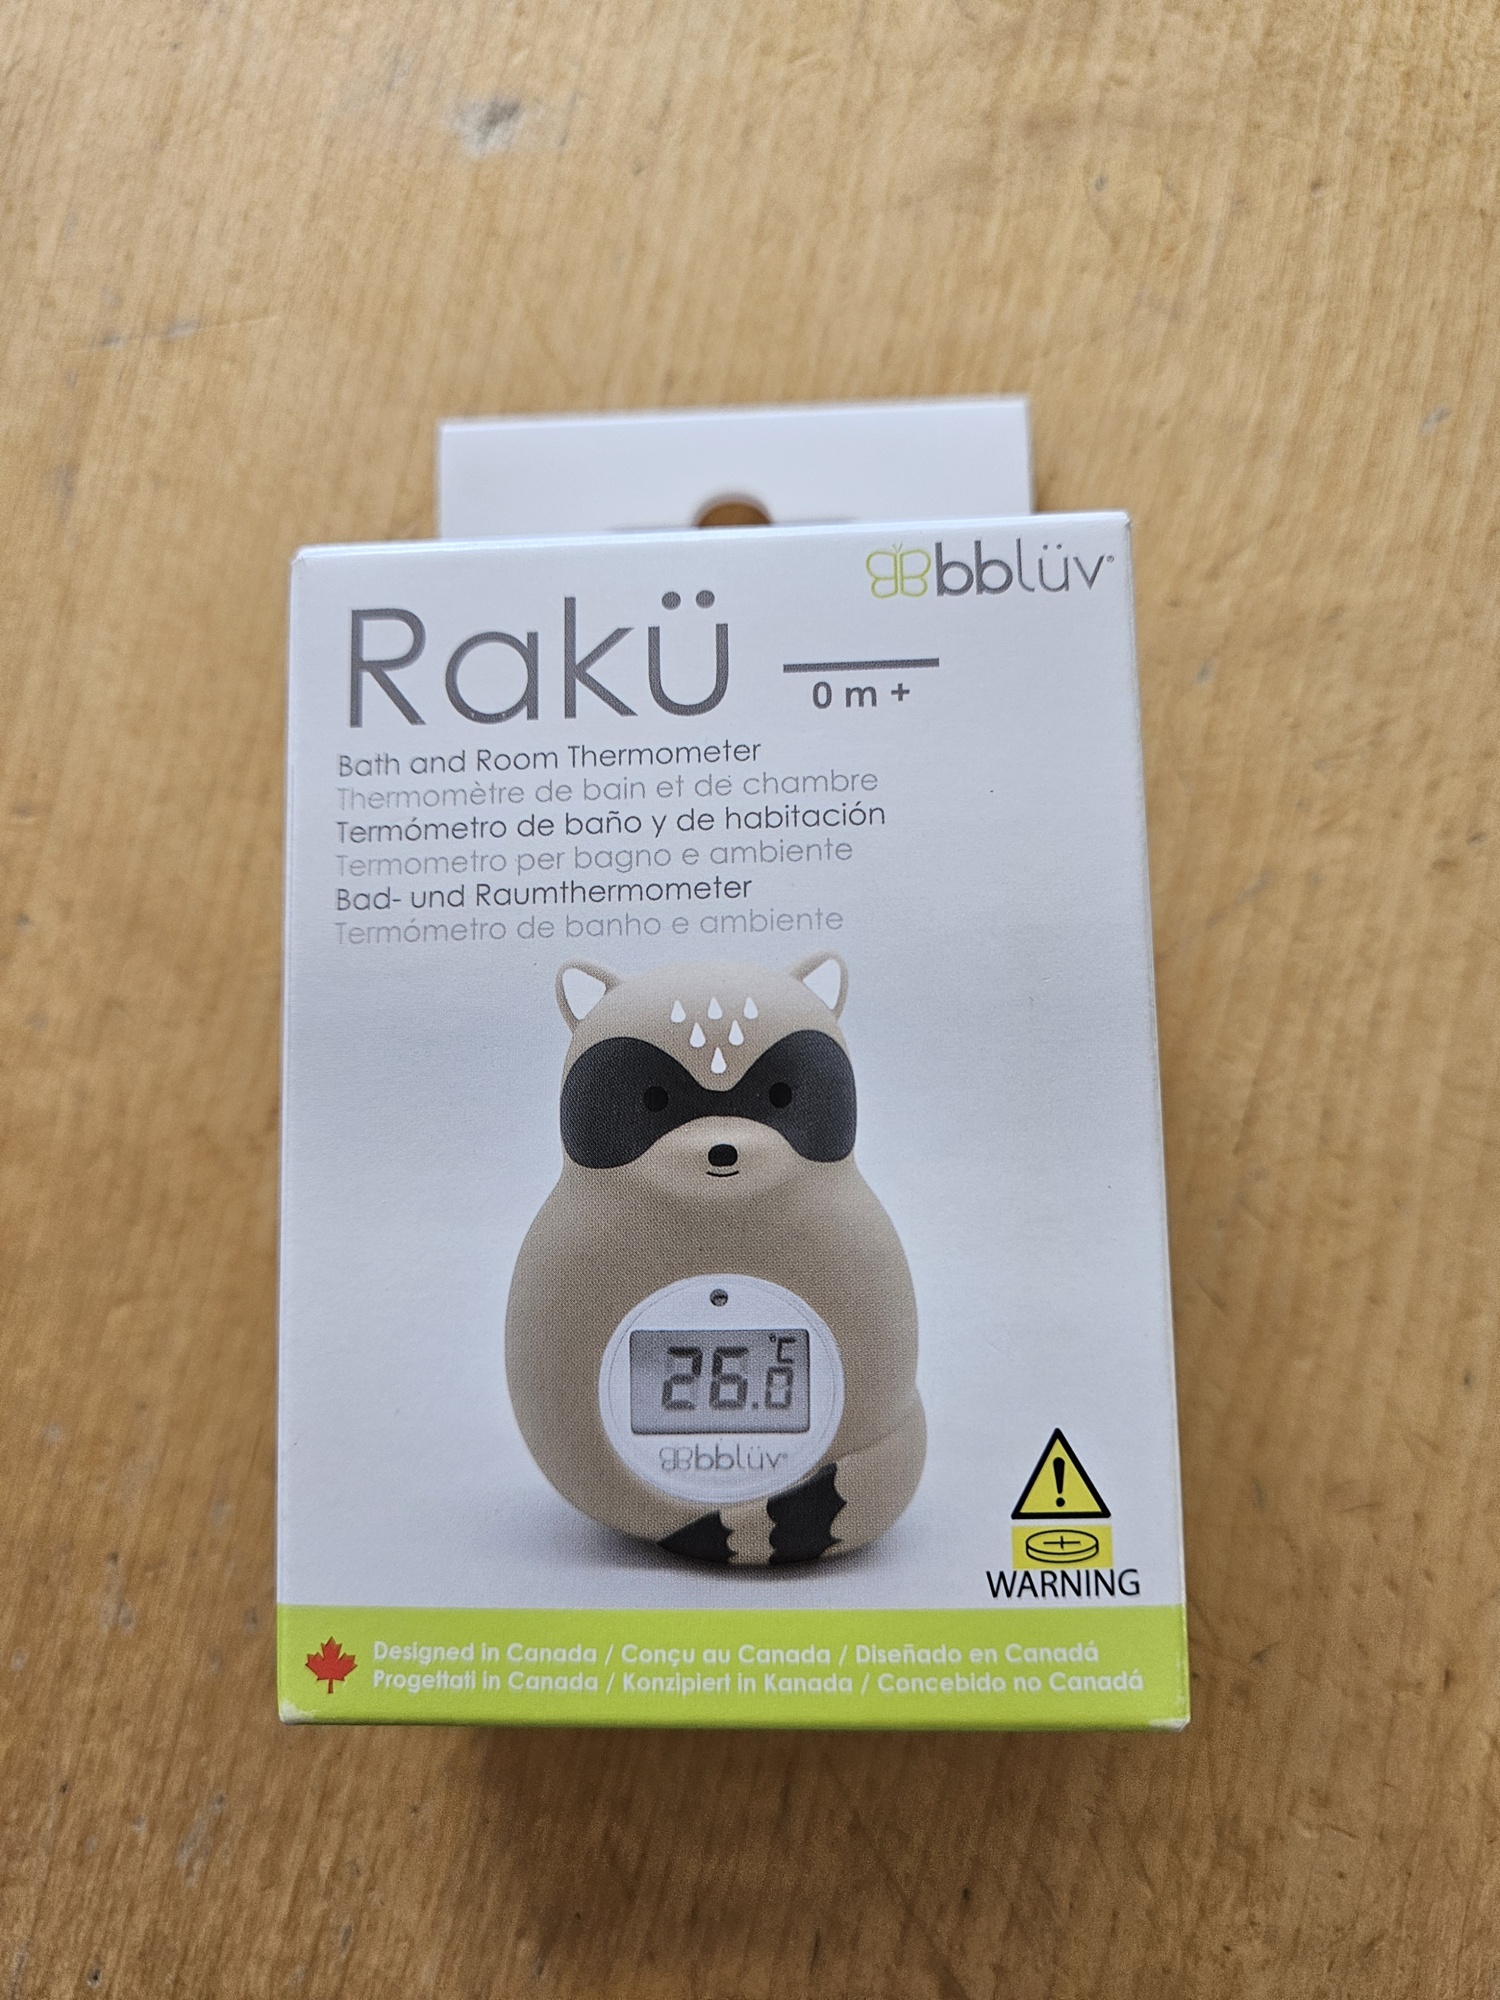 bblüv®
Rakü
0 m +
Bath and Room Thermometer
Thermomètre de bain et de chambre
Termómetro de baño y de habitación
Termometro per bagno e ambiente
Bad- und Raumthermometer
Termómetro de banho e ambiente
26.0 °C
bblüv®
WARNING
Designed in Canada / Conçu au Canada / Diseñado en Canadá
Progettati in Canada / Konzipiert in Kanada / Concebido no Canadá